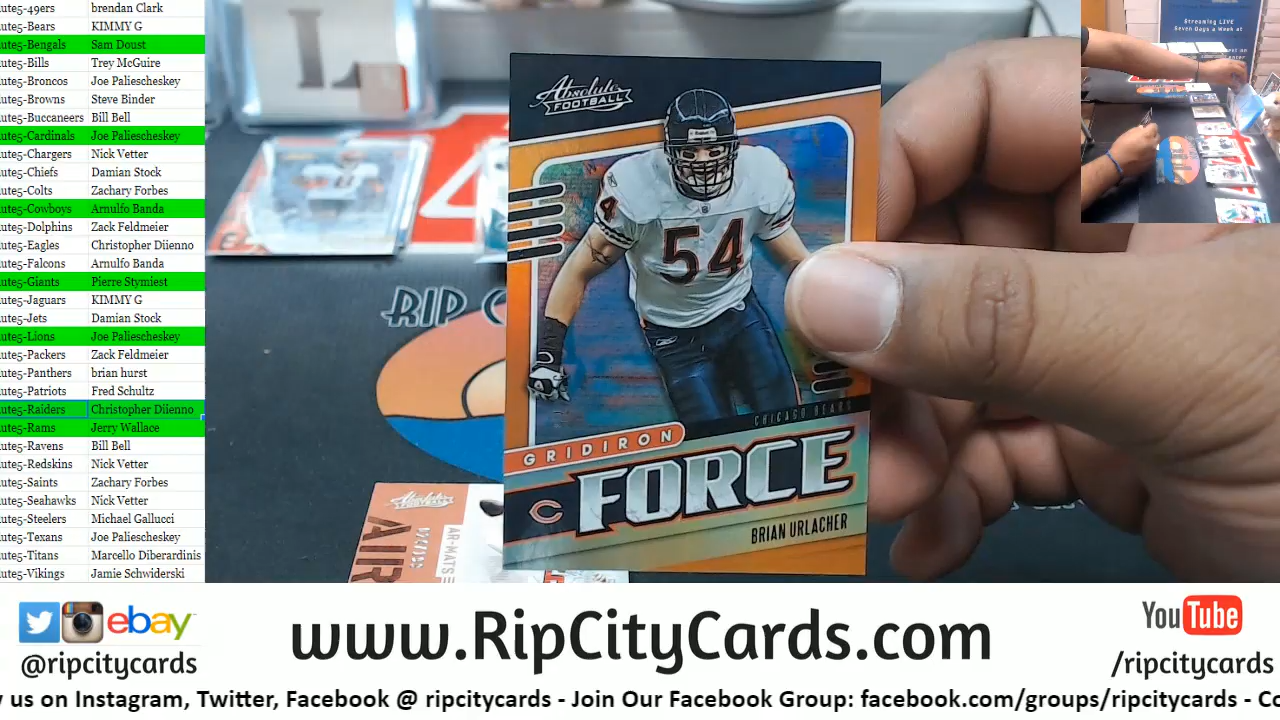 ute5-49ers brendan Clark
ute5-Bears KIMMY G
ute5-Bengals Sam Doust
ute5-Bills Trey McGuire
ute5-Broncos Joe Paliescheskey
ute5-Browns Steve Binder
ute5-Buccaneers Bill Bell
ute5-Cardinals Joe Paliescheskey
ute5-Chargers Nick Vetter
ute5-Chiefs Damian Stock
ute5-Colts Zachary Forbes
ute5-Cowboys Arnulfo Banda
ute5-Dolphins Zack Feldmeier
ute5-Eagles Christopher Diienno
ute5-Falcons Arnulfo Banda
ute5-Giants Pierre Stymiest
ute5-Jaguars KIMMY G
ute5-Jets Damian Stock
ute5-Lions Joe Paliescheskey
ute5-Packers Zack Feldmeier
ute5-Panthers brian hurst
ute5-Patriots Fred Schultz
ute5-Raiders Christopher Diienno
ute5-Rams Jerry Wallace
ute5-Ravens Bill Bell
ute5-Redskins Nick Vetter
ute5-Saints Zachary Forbes
ute5-Seahawks Nick Vetter
ute5-Steelers Michael Gallucci
ute5-Texans Joe Paliescheskey
ute5-Titans Marcello Diberardinis
ute5-Vikings Jamie Schwiderski
Absolute
FOOTBALL
Riddell
4
54
CHICAGO BEARS
GRIDIRON
FORCE
C
BRIAN URLACHER
RIP C
AIR
AR-MATS
Streaming LIVE
Seven Days a Week at
ebay
@ripcitycards
www.RipCityCards.com
YouTube
/ripcitycards
y us on Instagram, Twitter, Facebook @ ripcitycards - Join Our Facebook Group: facebook.com/groups/ripcitycards - Co